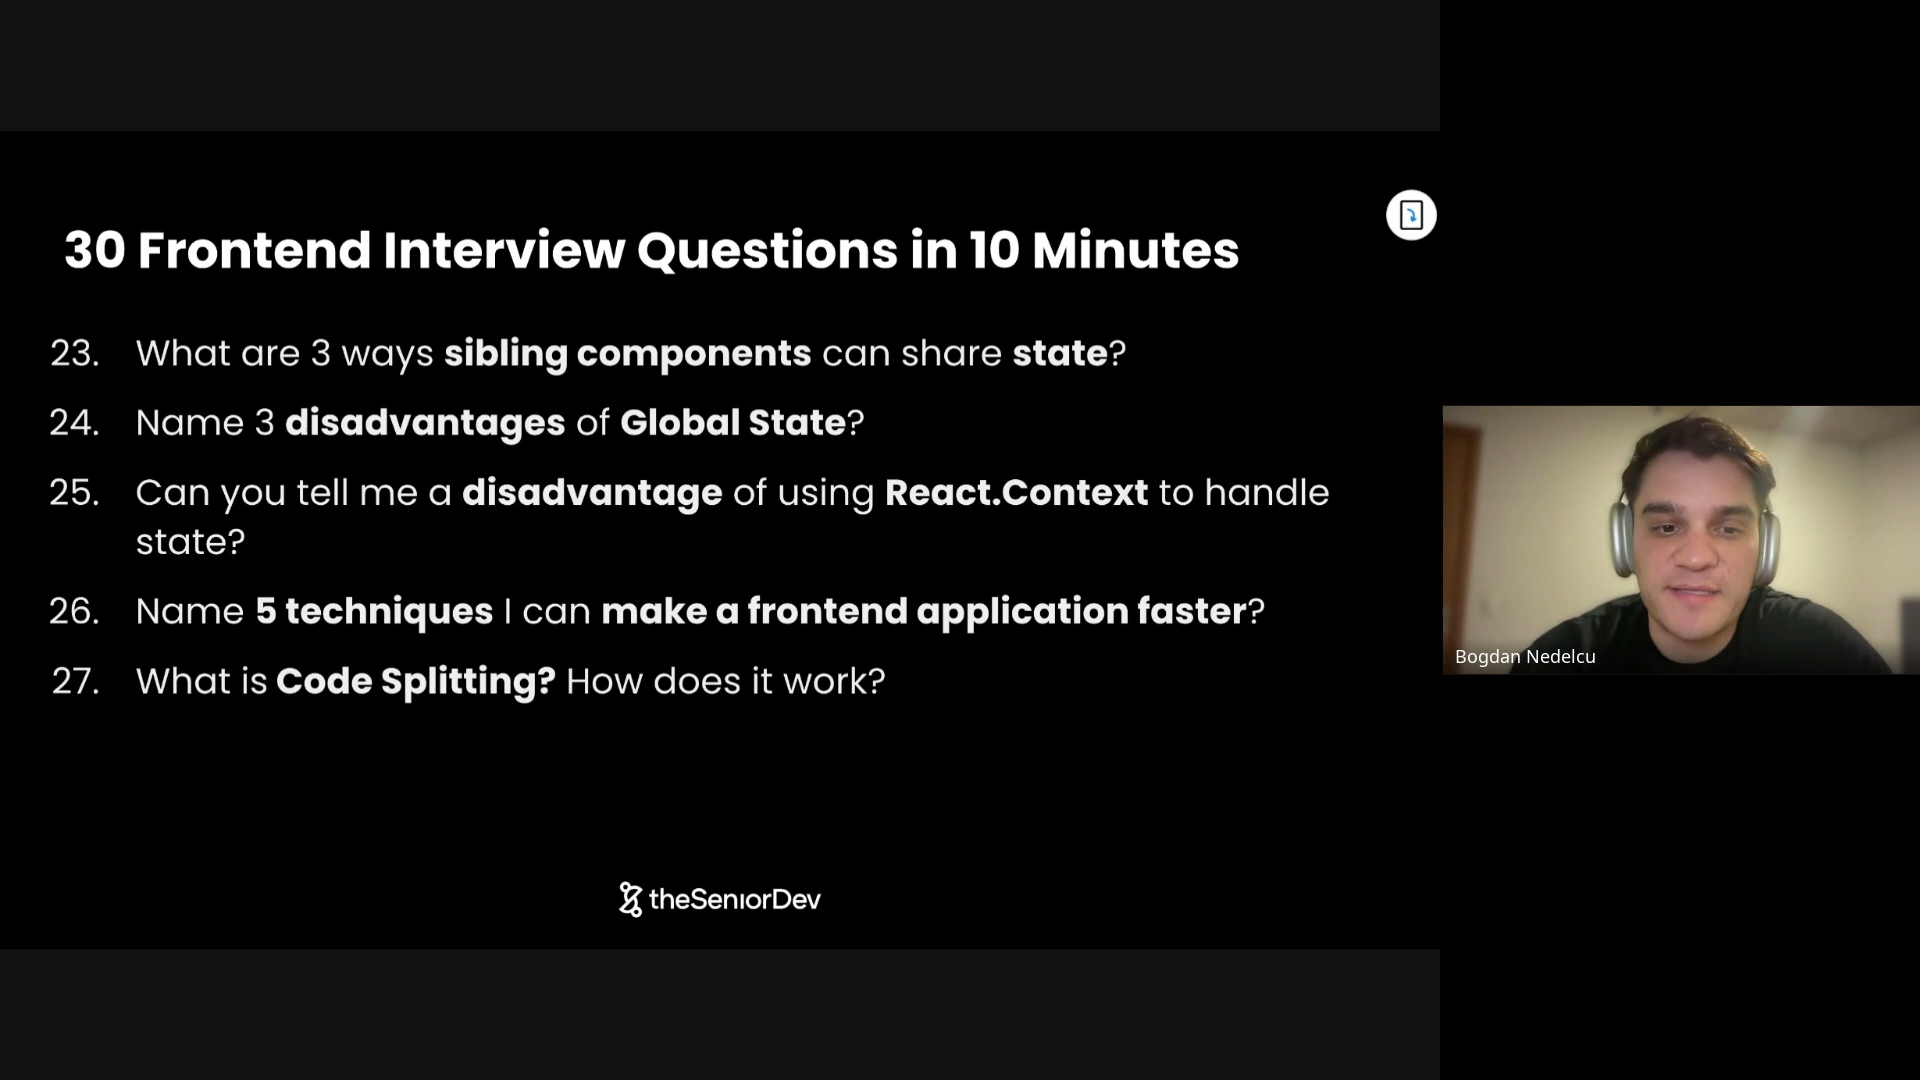 30 Frontend Interview Questions in 10 Minutes
23. What are 3 ways sibling components can share state?
24. Name 3 disadvantages of Global State?
25. Can you tell me a disadvantage of using React.Context to handle
state?
26. Name 5 techniques I can make a frontend application faster?
27. What is Code Splitting? How does it work?
theSeniorDev
Bogdan Nedelcu